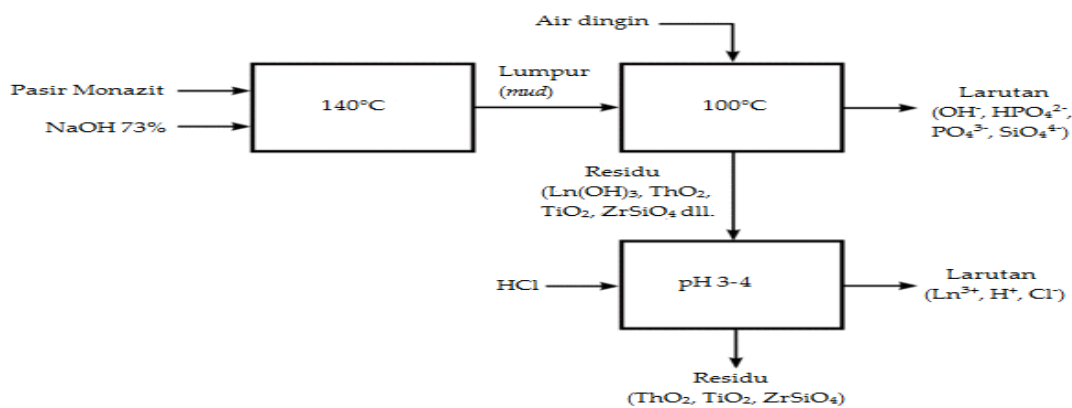 Air dingin
Pasir Monazit
NaOH 73%
140°C
Lumpur
(mud)
100°C
Larutan
(OH⁻, HPO₄²⁻,
PO₄³⁻, SiO₄⁴⁻)
Residu
(Ln(OH)₃, ThO₂,
TiO₂, ZrSiO₄ dll.
HCl
pH 3-4
Larutan
(Ln³⁺, H⁺, Cl⁻)
Residu
(ThO₂, TiO₂, ZrSiO₄)